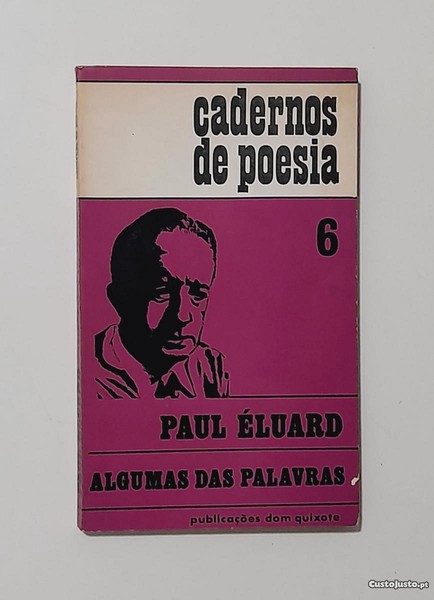 cadernos
de poesia
6
PAUL ÉLUARD
ALGUMAS DAS PALAVRAS
publicações dom quixote
Custojusto.pt